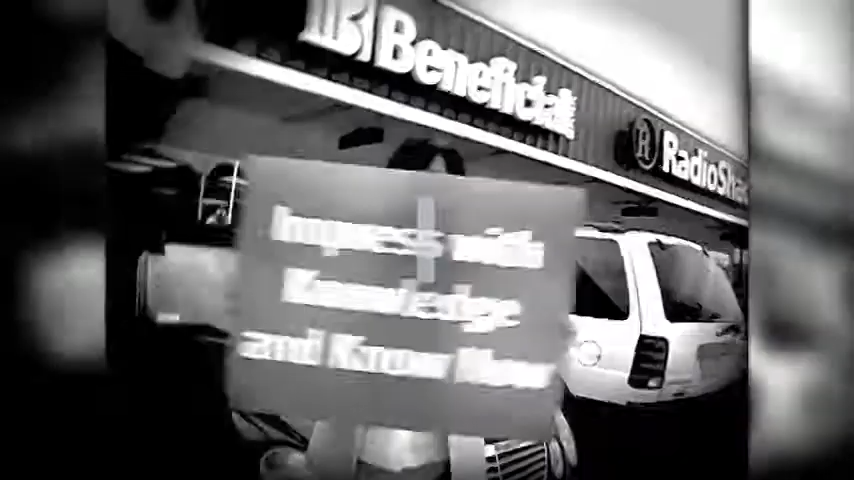 B Beneficial
RadioShack
Impress with
Knowledge
and Know How